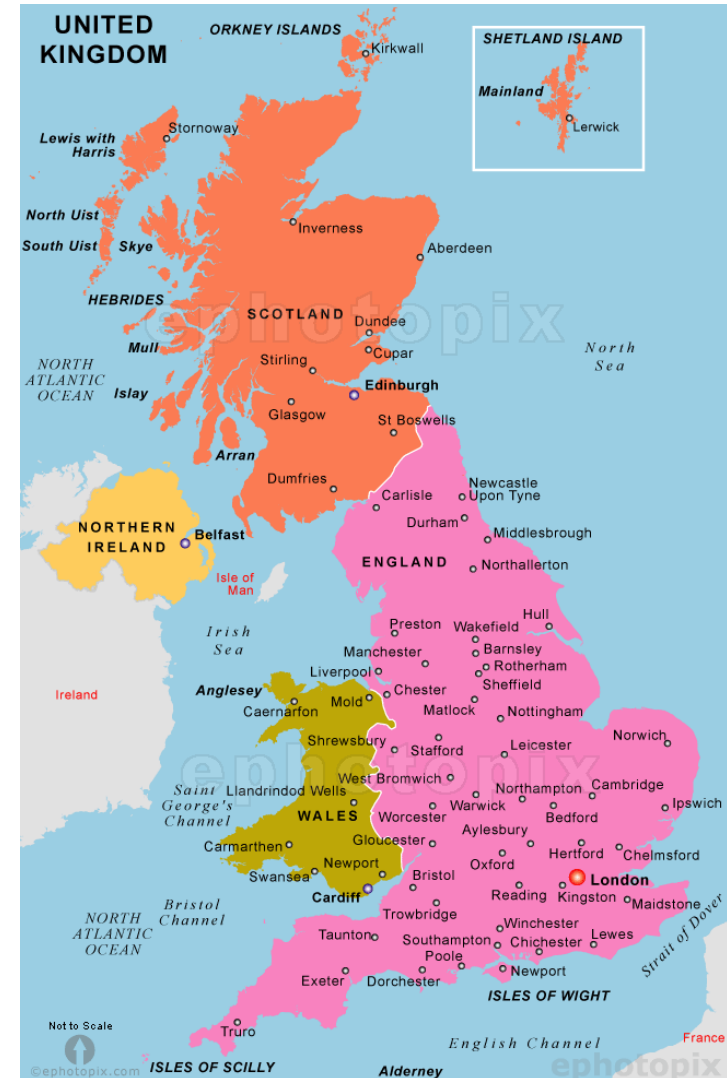 UNITED
KINGDOM
ORKNEY ISLANDS
Kirkwall
SHETLAND ISLAND
Mainland
Lerwick
Stornoway
Lewis with
Harris
North Uist
South Uist
Skye
Inverness
Aberdeen
HEBRIDES
SCOTLAND
ephotopix
Dundee
Cupar
Mull
Stirling
North
Sea
NORTH
ATLANTIC
OCEAN
Islay
Edinburgh
Glasgow
St Boswells
Arran
Dumfries
Carlisle
Newcastle
Upon Tyne
Durham
NORTHERN
IRELAND
Belfast
Middlesbrough
ENGLAND
Northallerton
Isle of
Man
Irish
Sea
Hull
Preston
Wakefield
Barnsley
Manchester
Rotherham
Liverpool
Sheffield
Ireland
Anglesey
Mold
Chester
Caernarfon
Matlock
Nottingham
Shrewsbury
Stafford
Leicester
Norwich
ephotopix
West Bromwich
Saint
George's
Channel
Llandrindod Wells
Northampton
Cambridge
WALES
Worcester
Warwick
Bedford
Ipswich
Aylesbury
Carmarthen
Gloucester
Oxford
Hertford
Chelmsford
Swansea
Newport
Bristol
London
Cardiff
Reading
Kingston
Maidstone
Trowbridge
Bristol
Channel
NORTH
ATLANTIC
OCEAN
Taunton
Winchester
Southampton
Chichester
Lewes
Strait of Dover
Poole
Exeter
Dorchester
Newport
ISLES OF WIGHT
Truro
Not to Scale
English Channel
France
©ephotopix.com
ISLES OF SCILLY
Alderney
ephotopix